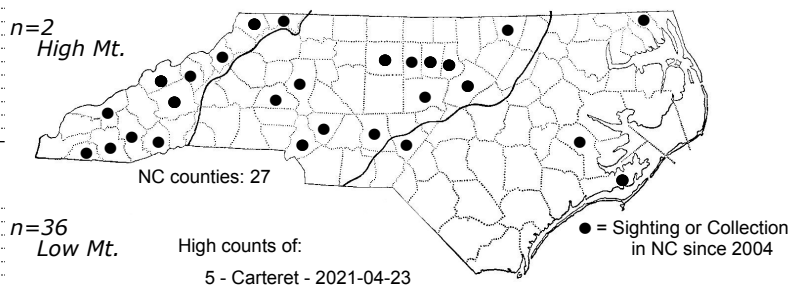 n=2
High Mt.
NC counties: 27
n=36
Low Mt.
High counts of:
5 - Carteret - 2021-04-23
● = Sighting or Collection
in NC since 2004